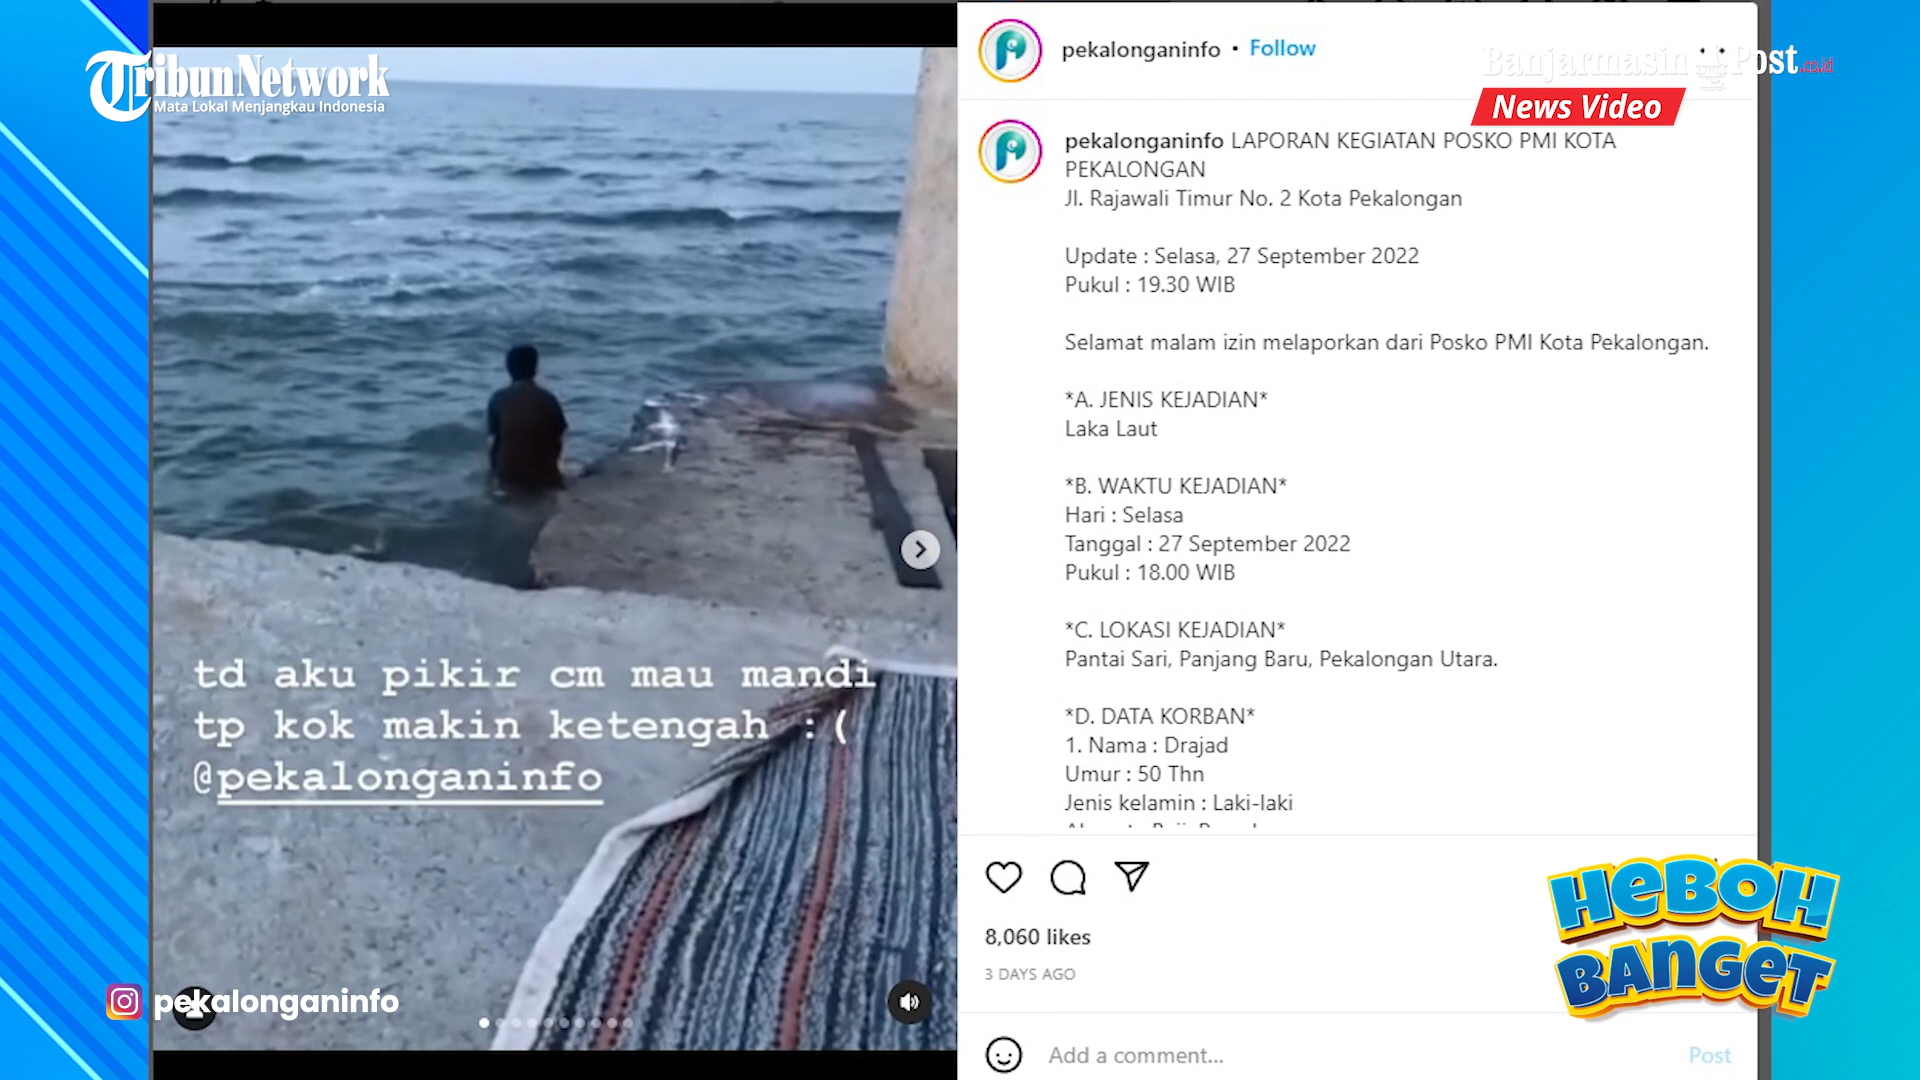 TribunNetwork
Mata Lokal Menjangkau Indonesia
td aku pikir cm mau mandi
tp kok makin ketengah :(
@pekalonganinfo
pekalonganinfo
pekalonganinfo • Follow
Banjarmasin Post.co.id
News Video
pekalonganinfo LAPORAN KEGIATAN POSKO PMI KOTA
PEKALONGAN
Jl. Rajawali Timur No. 2 Kota Pekalongan
Update : Selasa, 27 September 2022
Pukul : 19.30 WIB
Selamat malam izin melaporkan dari Posko PMI Kota Pekalongan.
*A. JENIS KEJADIAN*
Laka Laut
*B. WAKTU KEJADIAN*
Hari : Selasa
Tanggal : 27 September 2022
Pukul : 18.00 WIB
*C. LOKASI KEJADIAN*
Pantai Sari, Panjang Baru, Pekalongan Utara.
*D. DATA KORBAN*
1. Nama : Drajad
Umur : 50 Thn
Jenis kelamin : Laki-laki
8,060 likes
3 DAYS AGO
HEBOH
BANGET
Add a comment... Post